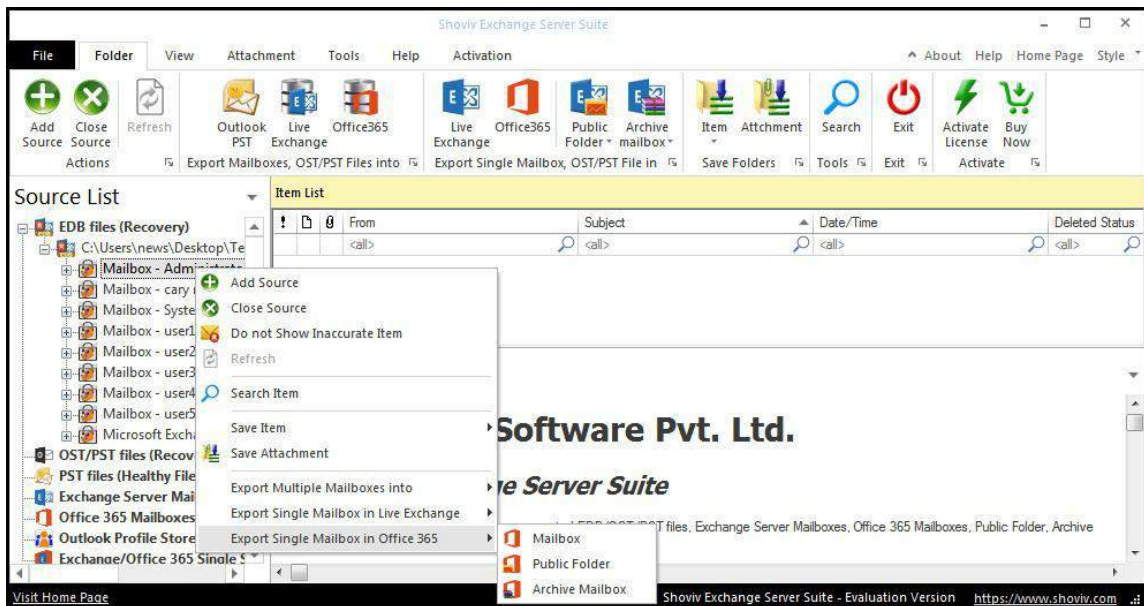 Shoviv Exchange Server Suite
File Folder View Attachment Tools Help Activation About Help Home Page Style
Add Source
Close Source
Refresh
Outlook PST
Live Exchange
Office365
Live Exchange
Office365
Public Folder
Archive mailbox
Item
Attchment
Search
Exit
Activate License
Buy Now
Actions
Export Mailboxes, OST/PST Files into
Export Single Mailbox, OST/PST File in
Save Folders
Tools
Exit
Activate
Source List
EDB files (Recovery)
C:\Users\news\Desktop\Te
Mailbox - Administrato
Mailbox - cary
Mailbox - Syste
Mailbox - user1
Mailbox - user2
Mailbox - user3
Mailbox - user4
Mailbox - user5
Microsoft Excha
OST/PST files (Recov
PST files (Healthy File
Exchange Server Mai
Office 365 Mailboxes
Outlook Profile Store
Exchange/Office 365 Single S
Item List
From Subject Date/Time Deleted Status
<all> <all> <all> <all>
Add Source
Close Source
Do not Show Inaccurate Item
Refresh
Search Item
Save Item
Save Attachment
Export Multiple Mailboxes into
Export Single Mailbox in Live Exchange
Export Single Mailbox in Office 365
Mailbox
Public Folder
Archive Mailbox
Software Pvt. Ltd.
ge Server Suite
files, Exchange Server Mailboxes, Office 365 Mailboxes, Public Folder, Archive
Visit Home Page
Shoviv Exchange Server Suite - Evaluation Version https://www.shoviv.com